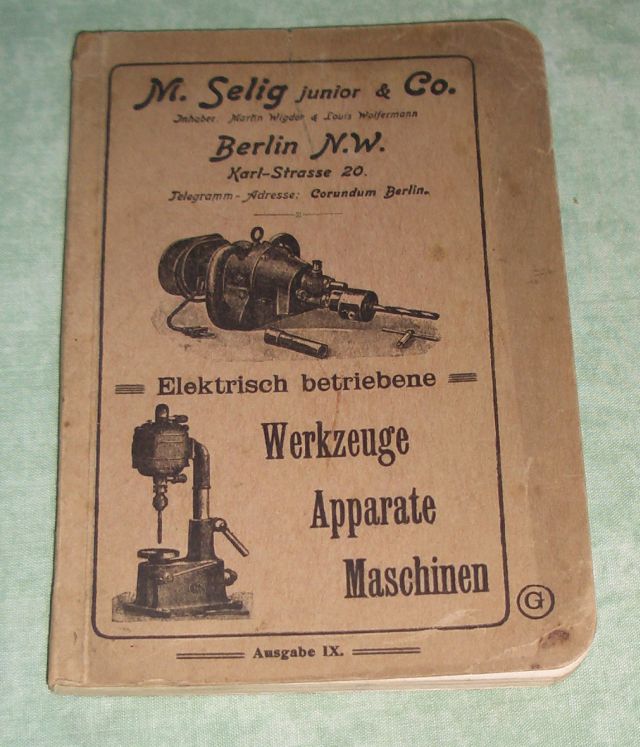 M. Selig junior & Co.
Inhaber: Martin Wigdor & Louis Wolfermann
Berlin N.W.
Karl-Strasse 20.
Telegramm-Adresse: Corundum Berlin.
Elektrisch betriebene
Werkzeuge
Apparate
Maschinen
G
Ausgabe IX.